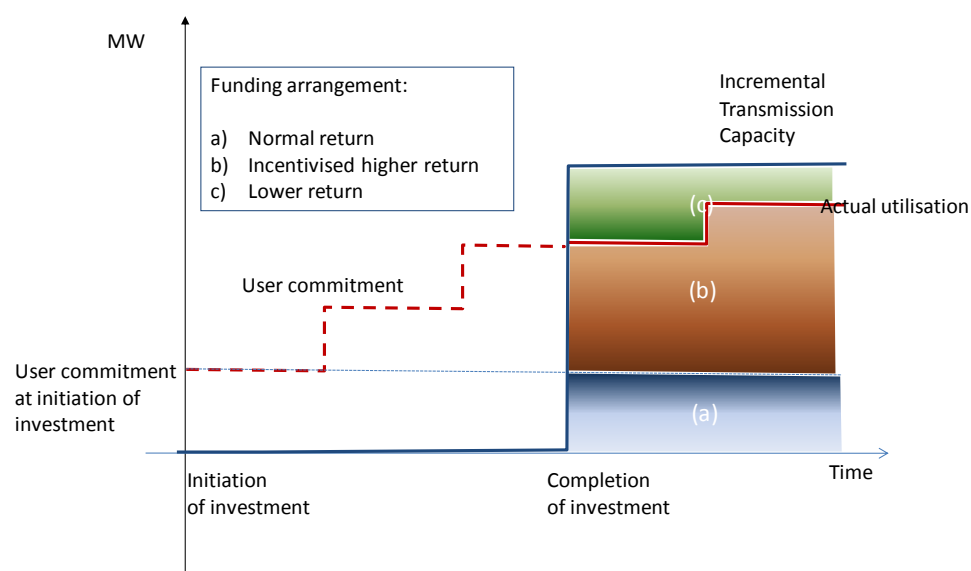 MW
Funding arrangement:
a) Normal return
b) Incentivised higher return
c) Lower return
Incremental
Transmission
Capacity
(c)
Actual utilisation
User commitment
(b)
User commitment
at initiation of
investment
(a)
Time
Initiation
of investment
Completion
of investment